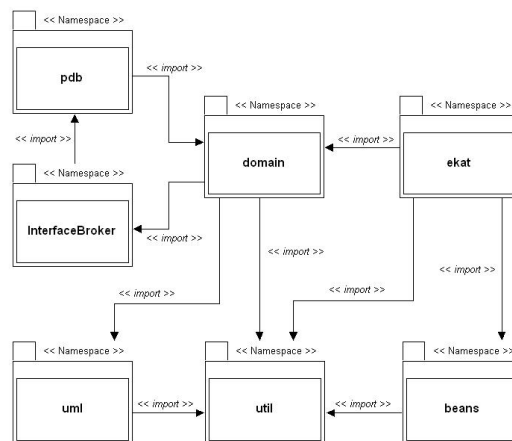 << Namespace >>
pdb
<< import >>
<< import >>
<< Namespace >>
<< Namespace >>
domain
<< import >>
ekat
<< Namespace >>
InterfaceBroker
<< import >>
<< import >>
<< import >>
<< import >>
<< import >>
<< Namespace >>
<< Namespace >>
<< Namespace >>
uml
<< import >>
util
<< import >>
beans